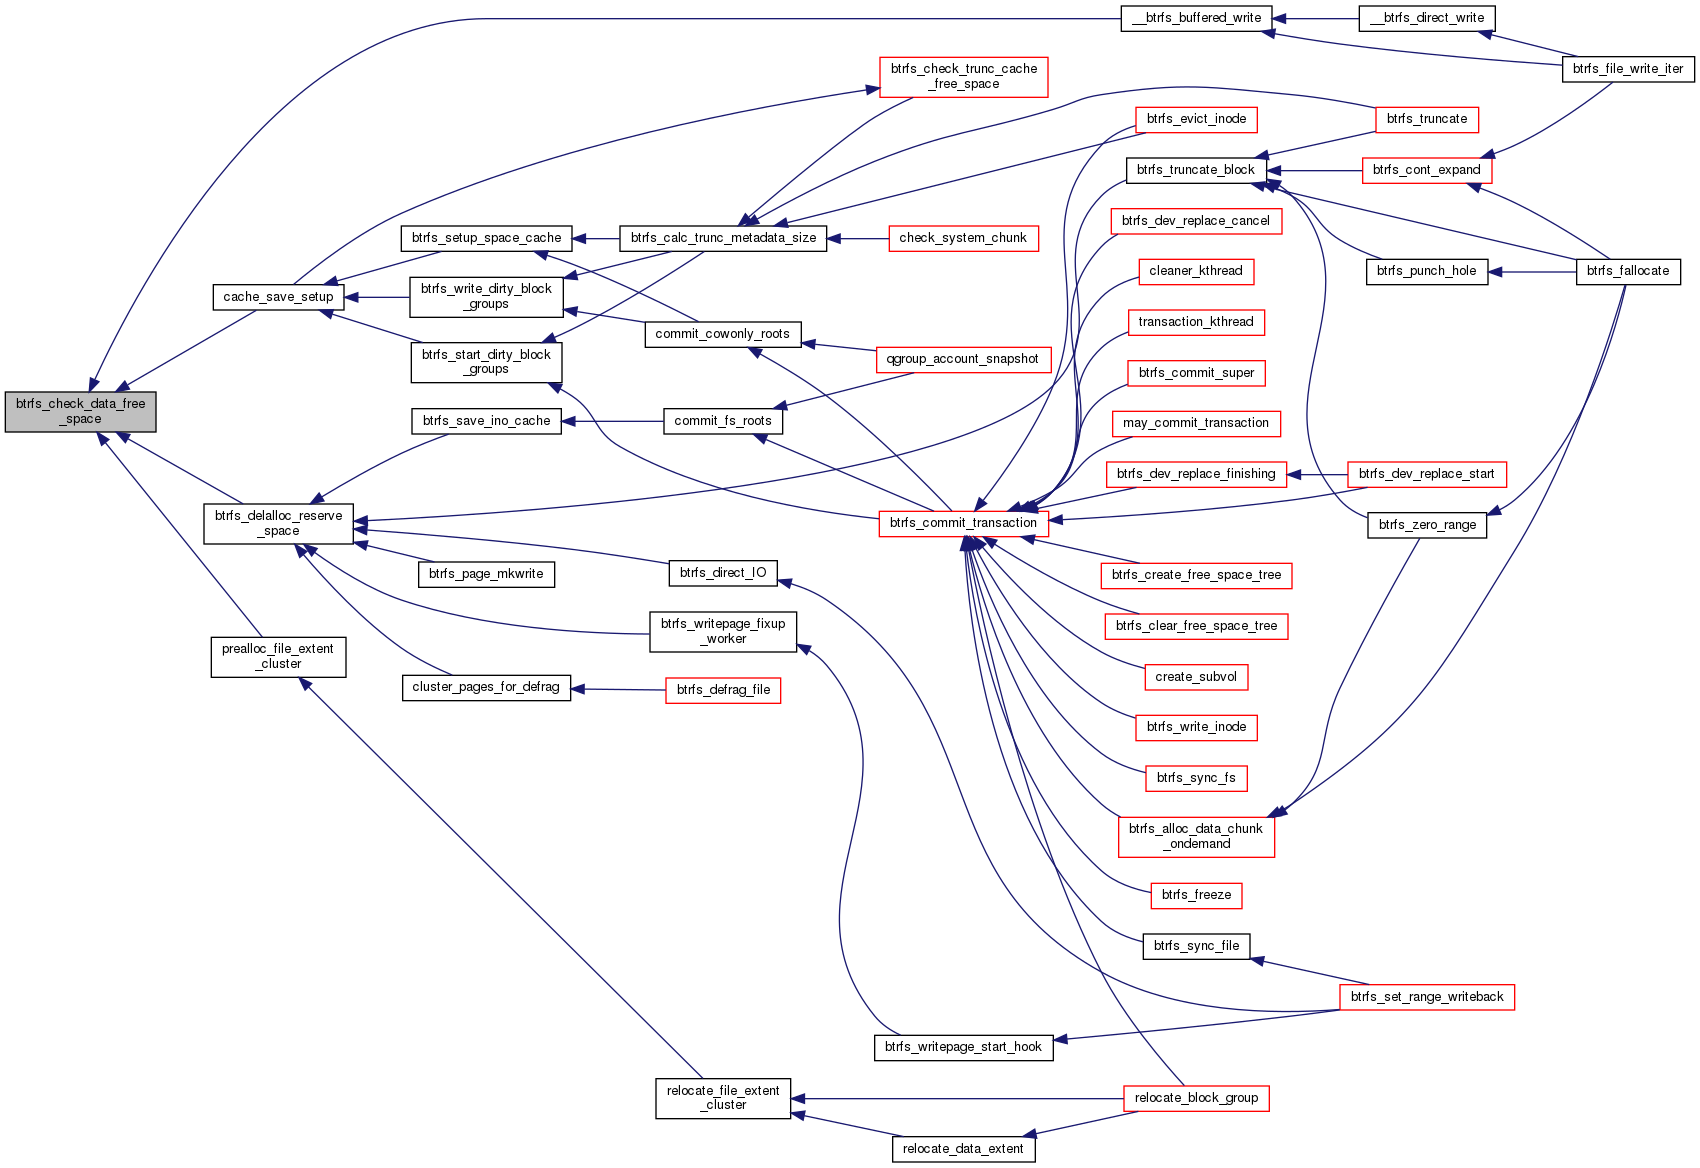 __btrfs_buffered_write
__btrfs_direct_write
btrfs_file_write_iter
btrfs_check_trunc_cache
_free_space
btrfs_evict_inode
btrfs_truncate
btrfs_truncate_block
btrfs_cont_expand
btrfs_dev_replace_cancel
btrfs_setup_space_cache
btrfs_calc_trunc_metadata_size
check_system_chunk
cleaner_kthread
btrfs_punch_hole
btrfs_fallocate
cache_save_setup
btrfs_write_dirty_block
_groups
transaction_kthread
commit_cowonly_roots
btrfs_start_dirty_block
_groups
qgroup_account_snapshot
btrfs_commit_super
btrfs_check_data_free
_space
btrfs_save_ino_cache
commit_fs_roots
may_commit_transaction
btrfs_dev_replace_finishing
btrfs_dev_replace_start
btrfs_delalloc_reserve
_space
btrfs_commit_transaction
btrfs_zero_range
btrfs_page_mkwrite
btrfs_direct_IO
btrfs_create_free_space_tree
btrfs_writepage_fixup
_worker
btrfs_clear_free_space_tree
prealloc_file_extent
_cluster
cluster_pages_for_defrag
btrfs_defrag_file
create_subvol
btrfs_write_inode
btrfs_sync_fs
btrfs_alloc_data_chunk
_ondemand
btrfs_freeze
btrfs_sync_file
btrfs_set_range_writeback
btrfs_writepage_start_hook
relocate_file_extent
_cluster
relocate_block_group
relocate_data_extent